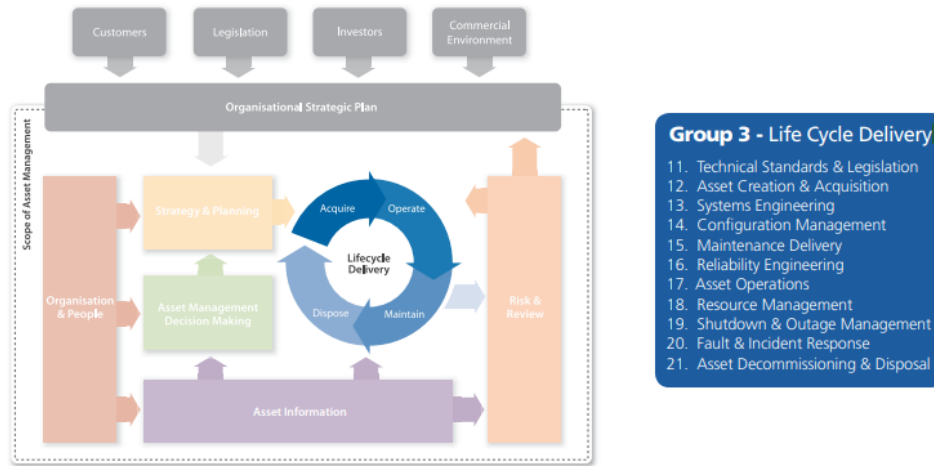 Customers
Legislation
Investors
Commercial
Environment
Organisational Strategic Plan
Scope of Asset Management
Strategy & Planning
Acquire
Operate
Lifecycle
Delivery
Organisation
& People
Asset Management
Decision Making
Dispose
Maintain
Risk &
Review
Asset Information
Group 3 - Life Cycle Delivery
11. Technical Standards & Legislation
12. Asset Creation & Acquisition
13. Systems Engineering
14. Configuration Management
15. Maintenance Delivery
16. Reliability Engineering
17. Asset Operations
18. Resource Management
19. Shutdown & Outage Management
20. Fault & Incident Response
21. Asset Decommissioning & Disposal